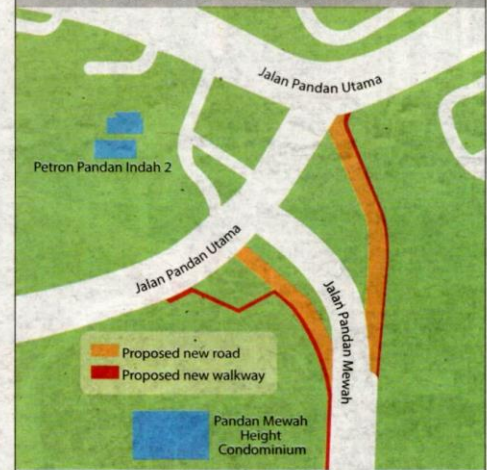 Jalan Pandan Utama
Petron Pandan Indah 2
Jalan Pandan Utama
Jalan Pandan Mewah
Proposed new road
Proposed new walkway
Pandan Mewah
Height
Condominium